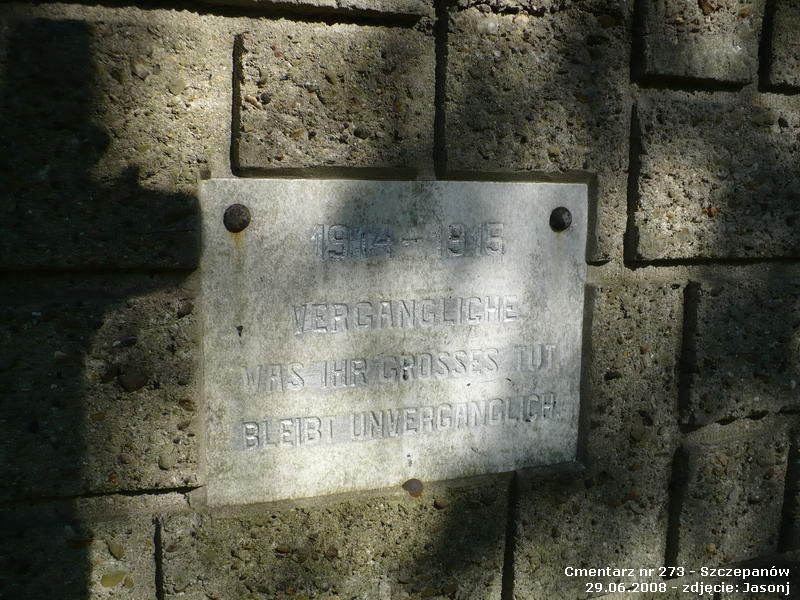 1914 - 1915
VERGANGLICHE
WAS IHR GROSSES TUT
BLEIBT UNVERGANGLICH.
Cmentarz nr 273 - Szczepanów
29.06.2008 - zdjęcie: Jasonj